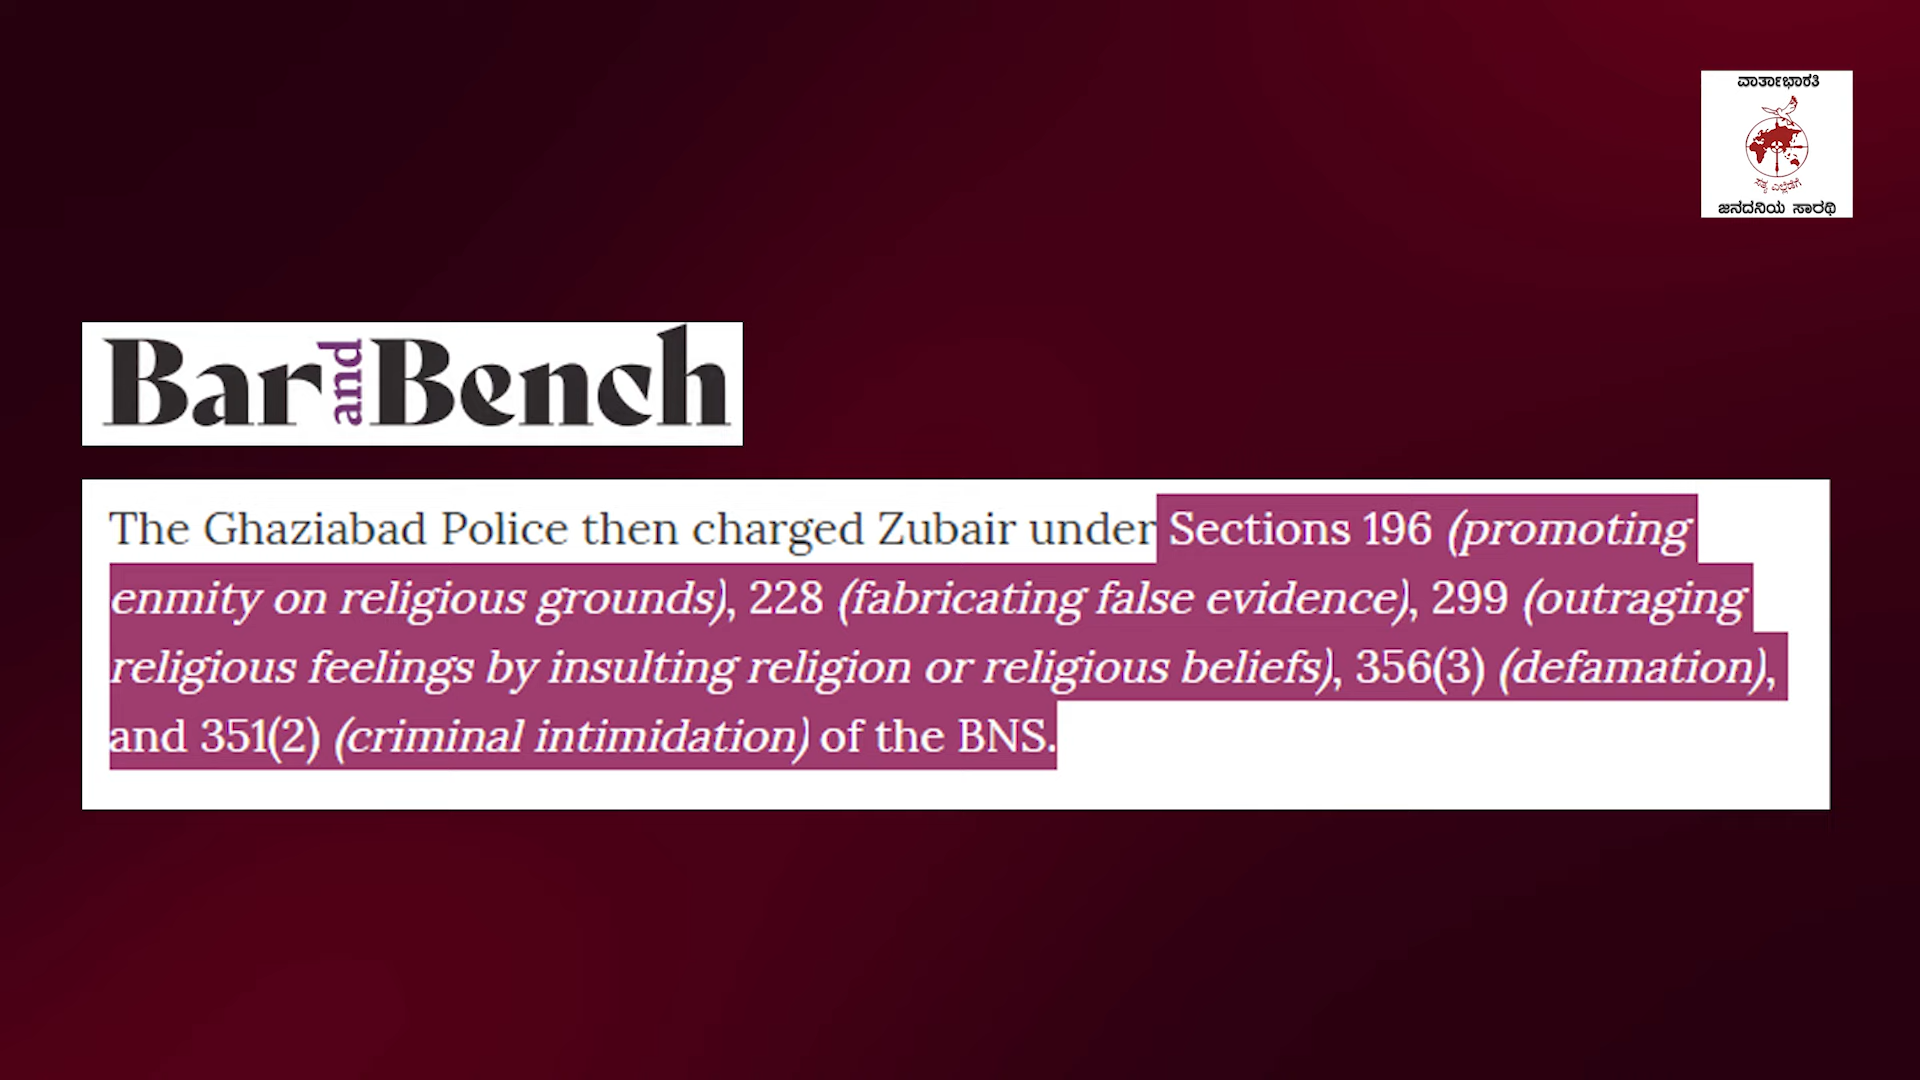 ವಾರ್ತಾಭಾರತಿ
ಸತ್ಯ ಎಲ್ಲೆಡೆಗೆ
ಜನದನಿಯ ಸಾರಥಿ
Bar and Bench
The Ghaziabad Police then charged Zubair under Sections 196 (promoting
enmity on religious grounds), 228 (fabricating false evidence), 299 (outraging
religious feelings by insulting religion or religious beliefs), 356(3) (defamation),
and 351(2) (criminal intimidation) of the BNS.